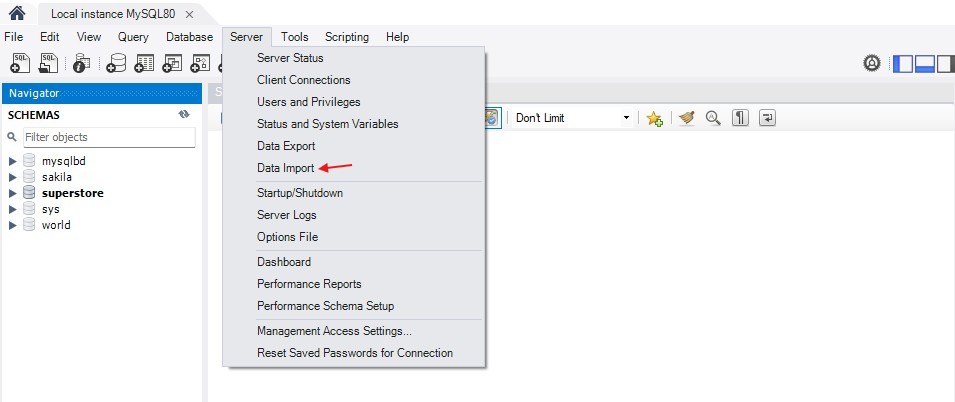 Local instance MySQL80 ×
File Edit View Query Database Server Tools Scripting Help
SQL SQL
Navigator
SCHEMAS
Filter objects
mysqlbd
sakila
superstore
sys
world
Server Status
Client Connections
Users and Privileges
Status and System Variables
Data Export
Data Import
Startup/Shutdown
Server Logs
Options File
Dashboard
Performance Reports
Performance Schema Setup
Management Access Settings...
Reset Saved Passwords for Connection
Don't Limit